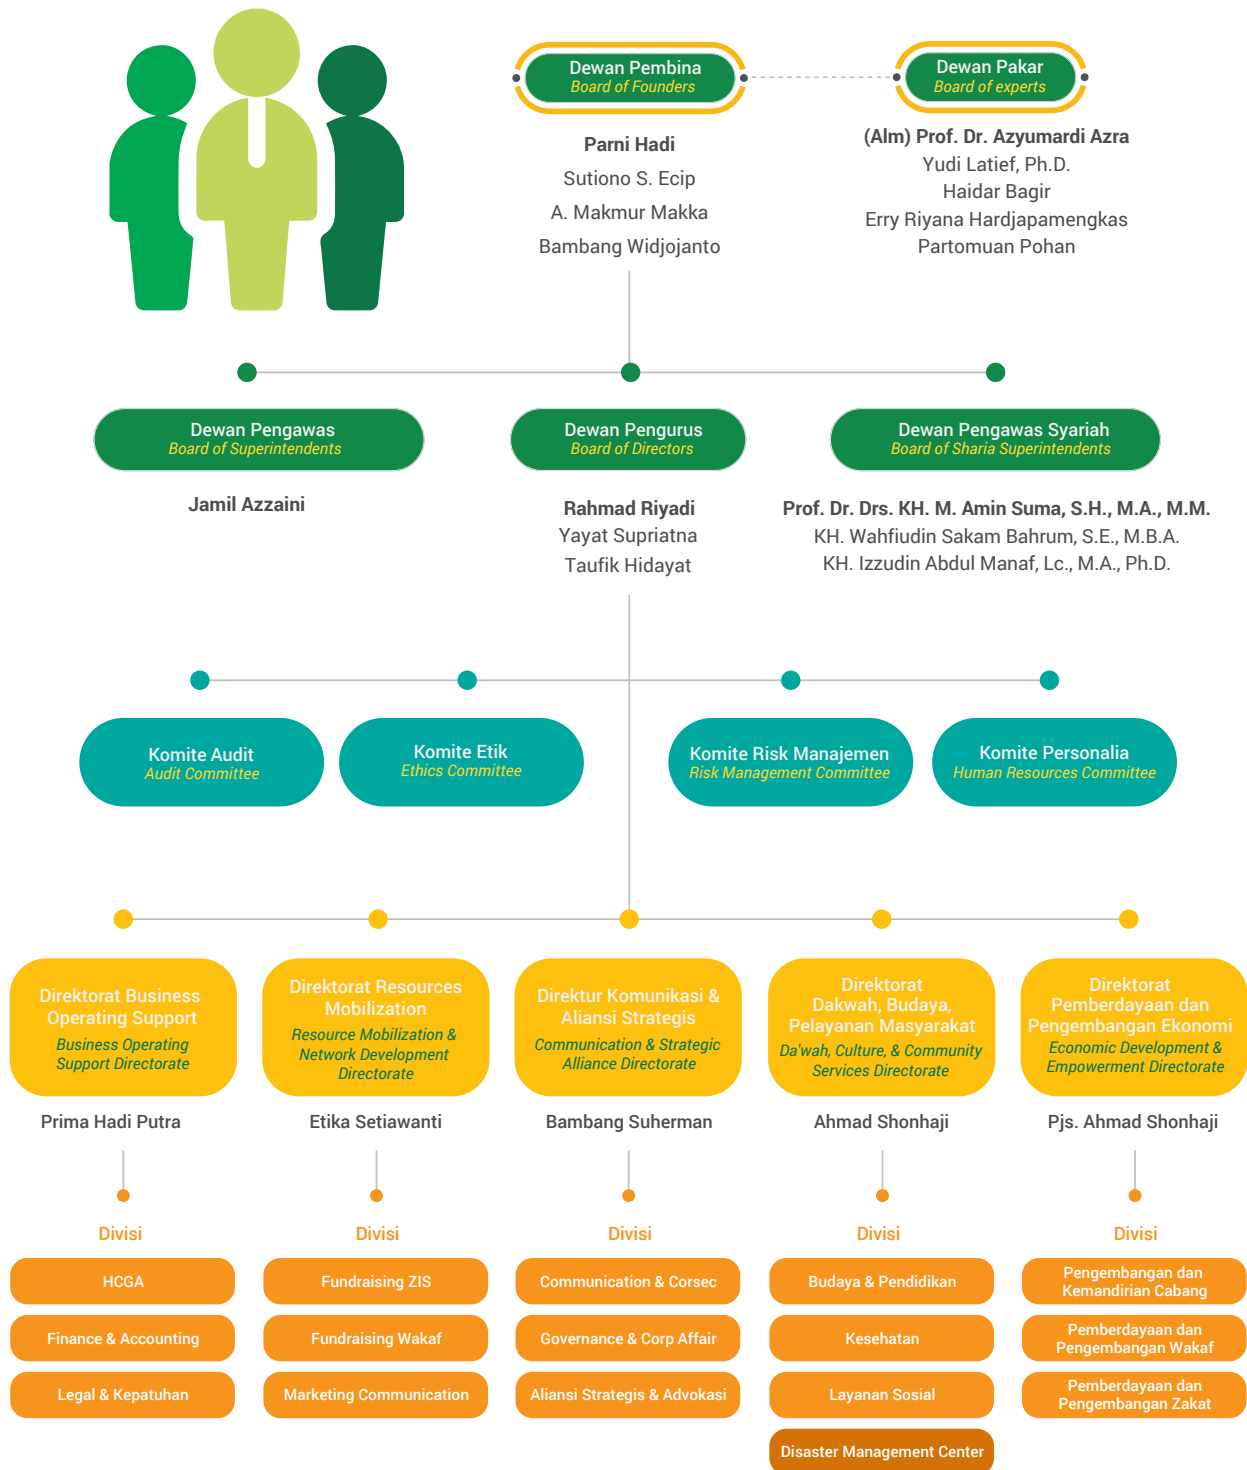 Dewan Pembina
Board of Founders
Parni Hadi
Sutiono S. Ecip
A. Makmur Makka
Bambang Widjojanto
Dewan Pakar
Board of experts
(Alm) Prof. Dr. Azyumardi Azra
Yudi Latief, Ph.D.
Haidar Bagir
Erry Riyana Hardjapamengkas
Partomuan Pohan
Dewan Pengawas
Board of Superintendents
Jamil Azzaini
Dewan Pengurus
Board of Directors
Rahmad Riyadi
Yayat Supriatna
Taufik Hidayat
Dewan Pengawas Syariah
Board of Sharia Superintendents
Prof. Dr. Drs. KH. M. Amin Suma, S.H., M.A., M.M.
KH. Wahfiudin Sakam Bahrum, S.E., M.B.A.
KH. Izzudin Abdul Manaf, Lc., M.A., Ph.D.
Komite Audit
Audit Committee
Komite Etik
Ethics Committee
Komite Risk Manajemen
Risk Management Committee
Komite Personalia
Human Resources Committee
Direktorat Business
Operating Support
Business Operating
Support Directorate
Prima Hadi Putra
Divisi
HCGA
Finance & Accounting
Legal & Kepatuhan
Direktorat Resources
Mobilization
Resource Mobilization &
Network Development
Directorate
Etika Setiawanti
Divisi
Fundraising ZIS
Fundraising Wakaf
Marketing Communication
Direktur Komunikasi &
Aliansi Strategis
Communication & Strategic
Alliance Directorate
Bambang Suherman
Divisi
Communication & Corsec
Governance & Corp Affair
Aliansi Strategis & Advokasi
Direktorat
Dakwah, Budaya,
Pelayanan Masyarakat
Da'wah, Culture, & Community
Services Directorate
Ahmad Shonhaji
Divisi
Budaya & Pendidikan
Kesehatan
Layanan Sosial
Disaster Management Center
Direktorat
Pemberdayaan dan
Pengembangan Ekonomi
Economic Development &
Empowerment Directorate
Pjs. Ahmad Shonhaji
Divisi
Pengembangan dan
Kemandirian Cabang
Pemberdayaan dan
Pengembangan Wakaf
Pemberdayaan dan
Pengembangan Zakat